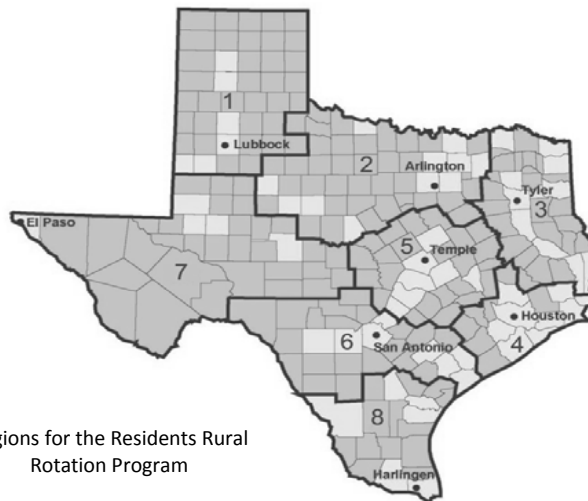 1
Lubbock
2
Arlington
Tyler
3
El Paso
5
Temple
7
Houston
6
San Antonio
4
8
Harlingen
gions for the Residents Rural
Rotation Program